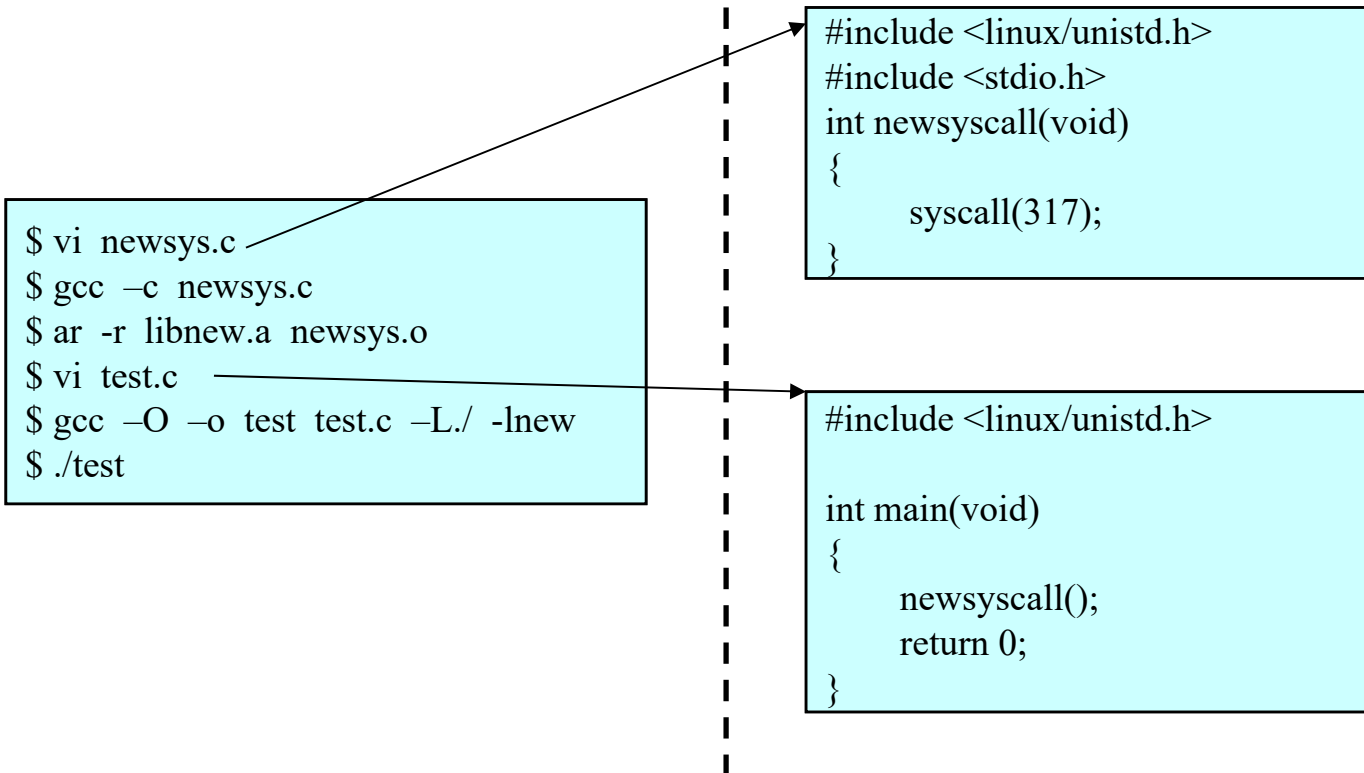 $ vi newsys.c
$ gcc –c newsys.c
$ ar -r libnew.a newsys.o
$ vi test.c
$ gcc –O –o test test.c –L./ -lnew
$ ./test
#include <linux/unistd.h>
#include <stdio.h>
int newsyscall(void)
{
syscall(317);
}
#include <linux/unistd.h>
int main(void)
{
newsyscall();
return 0;
}